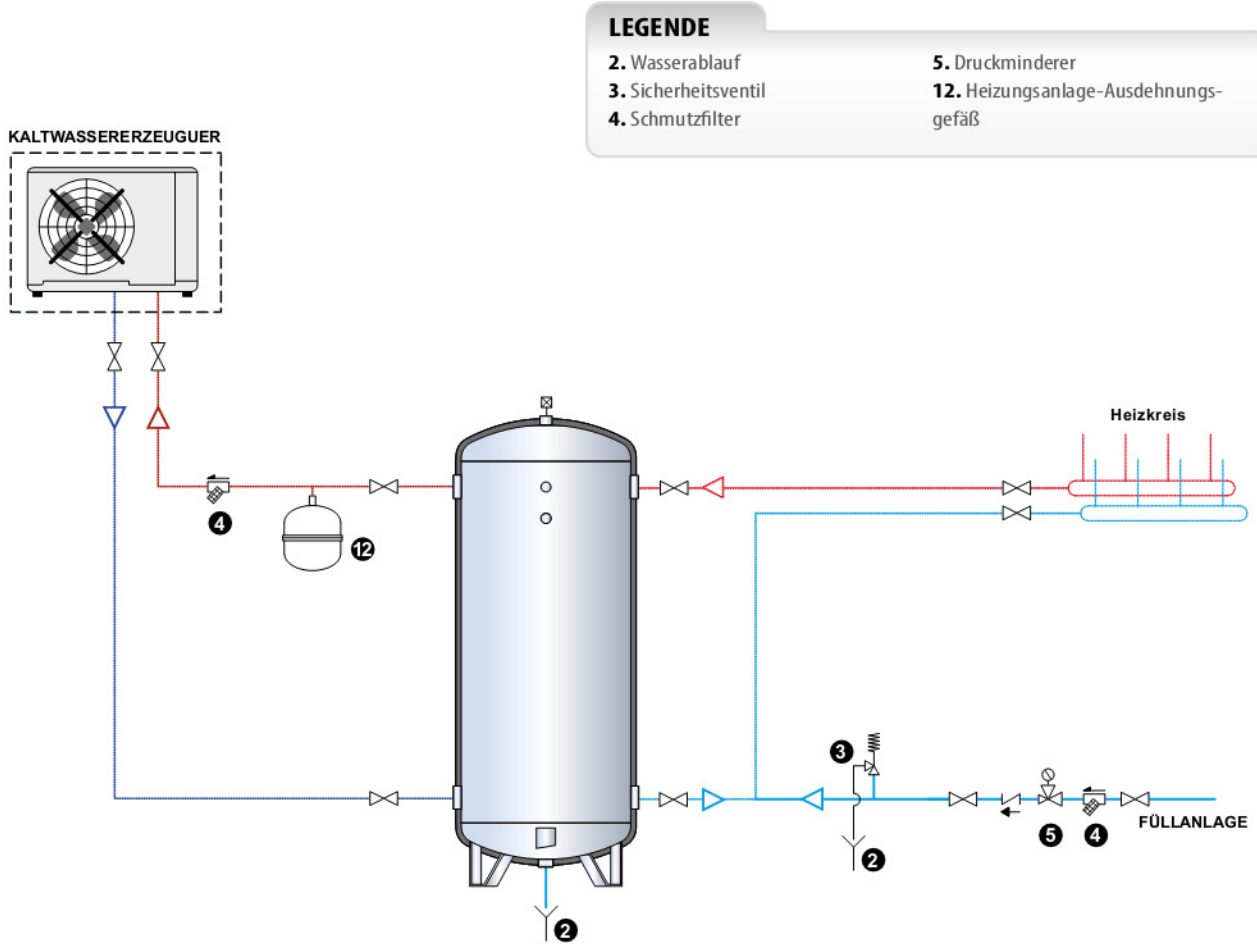 LEGENDE
2. Wasserablauf
3. Sicherheitsventil
4. Schmutzfilter
5. Druckminderer
12. Heizungsanlage-Ausdehnungs-
gefäß
KALTWASSERERZEUGUER
Heizkreis
4
12
3
5
4
FÜLLANLAGE
2
2